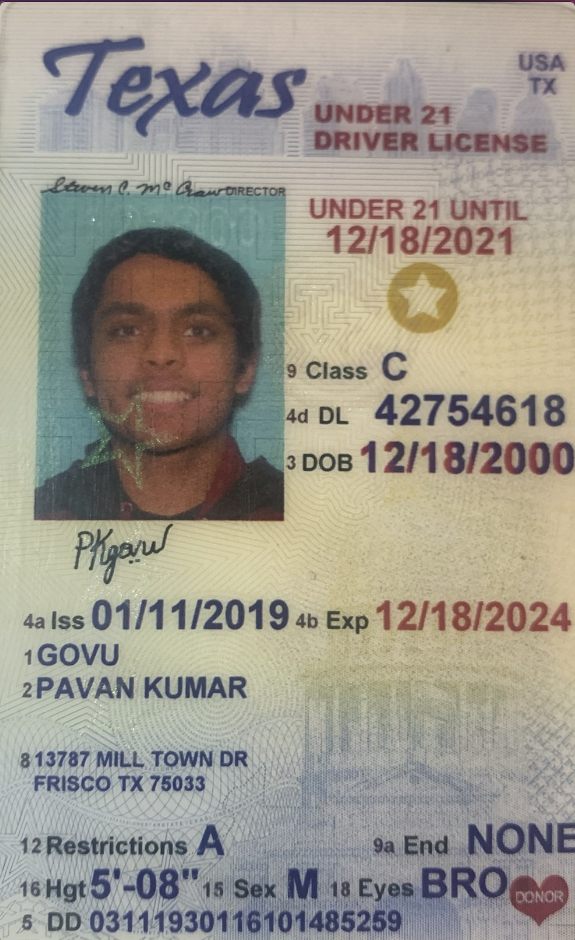 Texas
USA
TX
UNDER 21
DRIVER LICENSE
Steven C. McCraw DIRECTOR
UNDER 21 UNTIL
12/18/2021
9 Class C
4d DL 42754618
3 DOB 12/18/2000
4a Iss 01/11/2019 4b Exp 12/18/2024
1 GOVU
2 PAVAN KUMAR
8 13787 MILL TOWN DR
FRISCO TX 75033
12 Restrictions A 9a End NONE
16 Hgt 5'-08" 15 Sex M 18 Eyes BRO
DONOR
5 DD 03111930116101485259